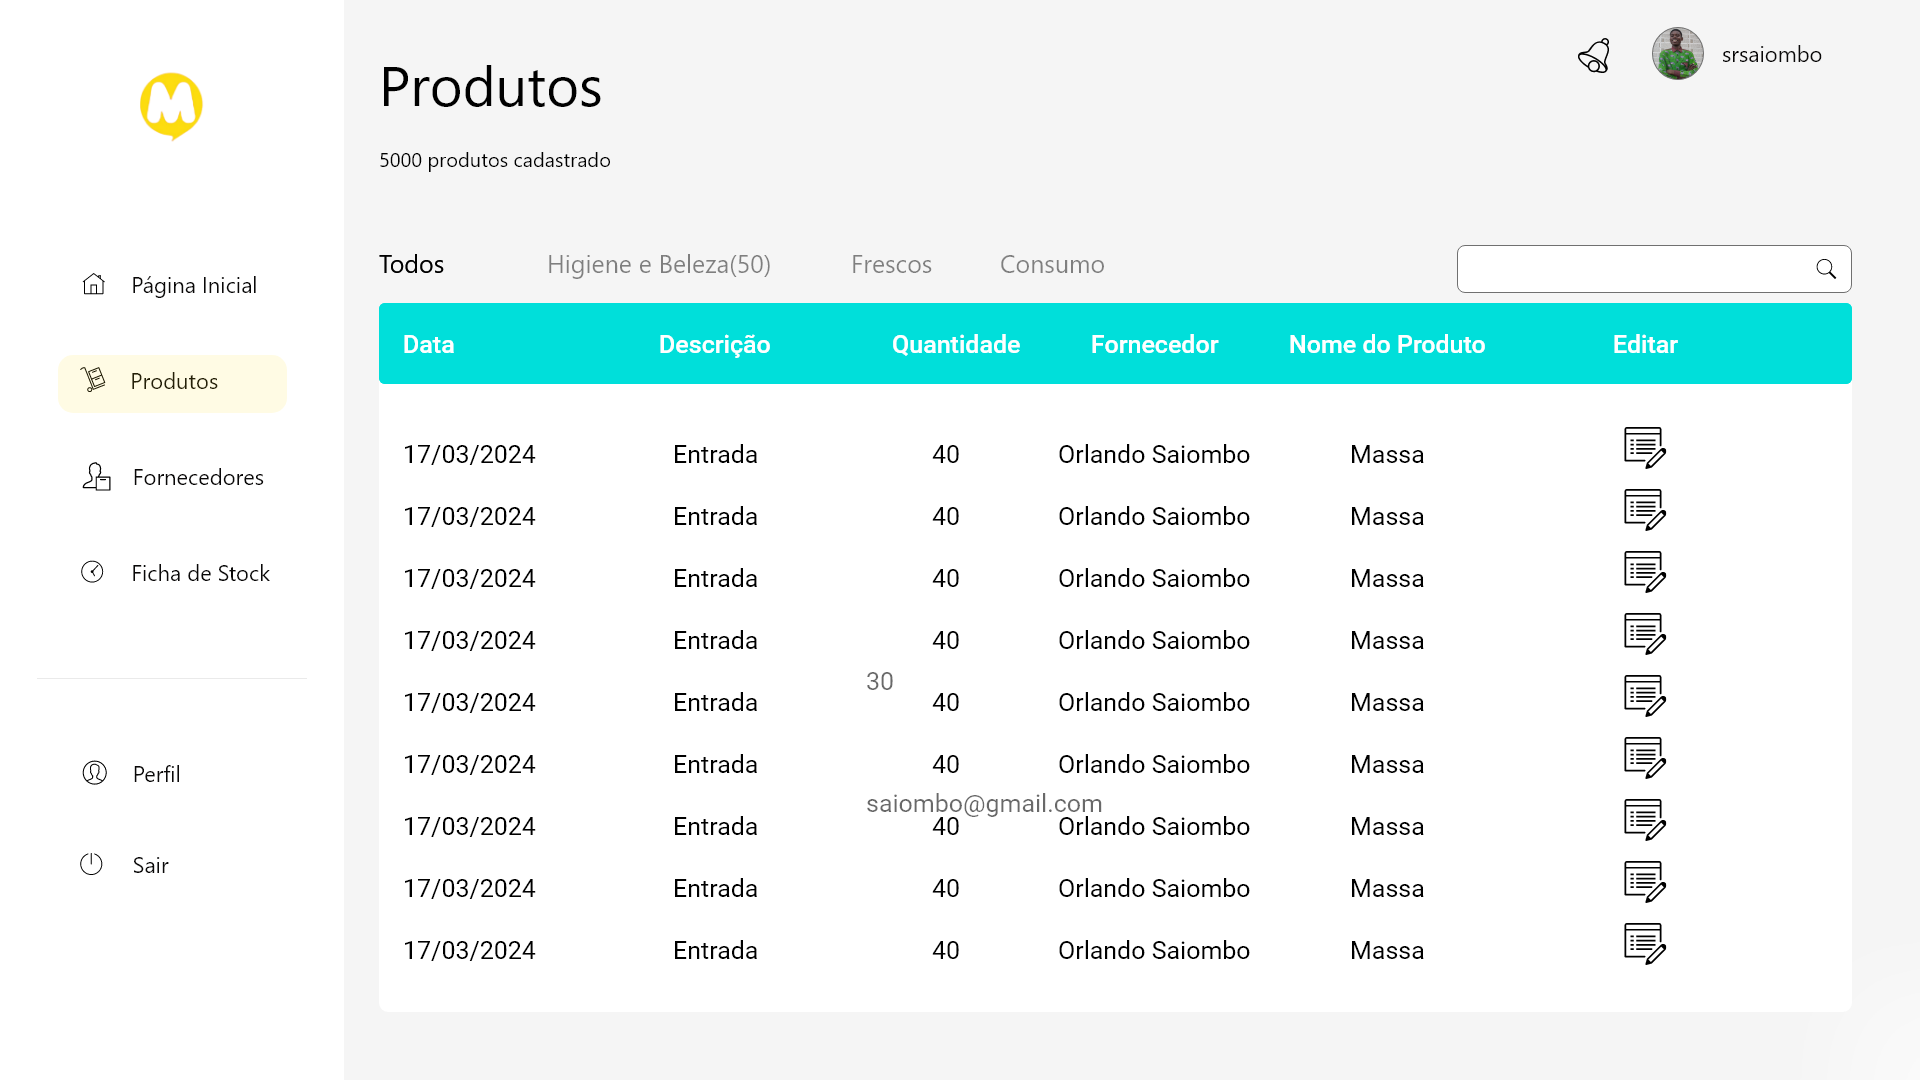 M
srsaiombo
Produtos
5000 produtos cadastrado
Página Inicial
Produtos
Fornecedores
Ficha de Stock
Perfil
Sair
Todos Higiene e Beleza(50) Frescos Consumo
Data Descrição Quantidade Fornecedor Nome do Produto Editar
17/03/2024 Entrada 40 Orlando Saiombo Massa
17/03/2024 Entrada 40 Orlando Saiombo Massa
17/03/2024 Entrada 40 Orlando Saiombo Massa
17/03/2024 Entrada 40 Orlando Saiombo Massa
30
17/03/2024 Entrada 40 Orlando Saiombo Massa
17/03/2024 Entrada 40 Orlando Saiombo Massa
saiombo@gmail.com
17/03/2024 Entrada 40 Orlando Saiombo Massa
17/03/2024 Entrada 40 Orlando Saiombo Massa
17/03/2024 Entrada 40 Orlando Saiombo Massa